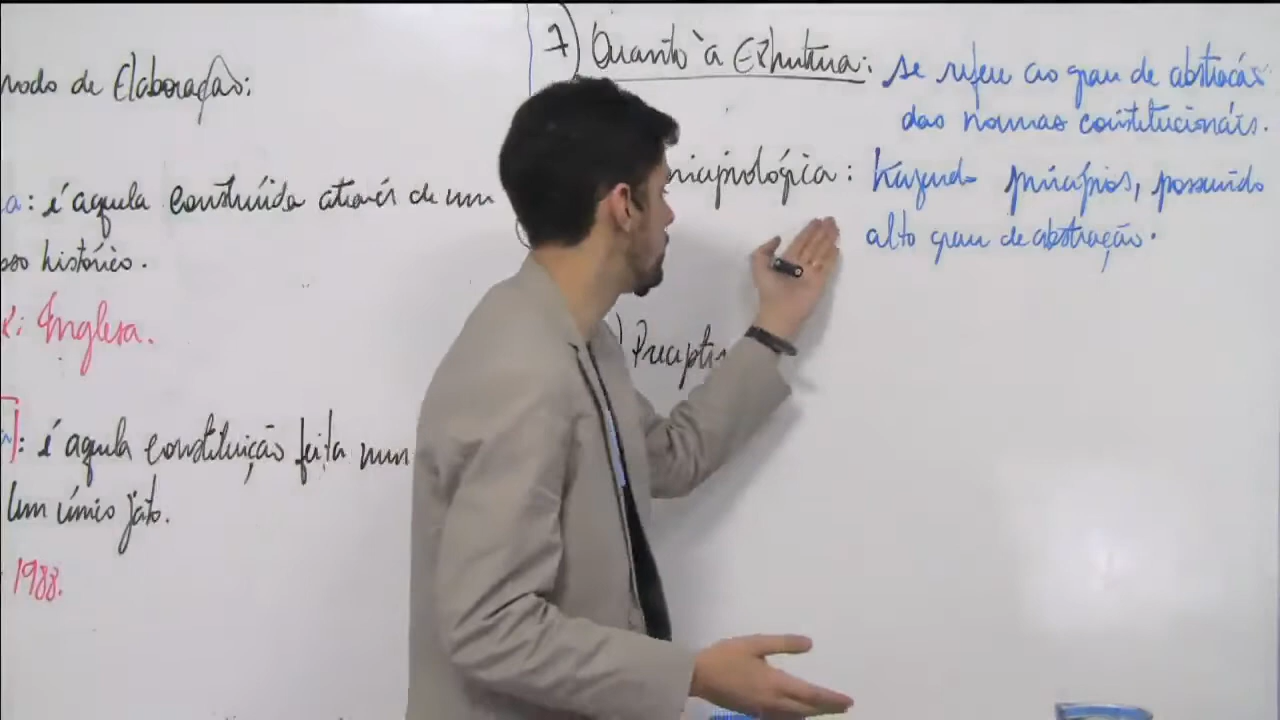 modo de Elaboração:
a: é aquela construída através de um
sso histórico.
x: Inglesa.
: é aquela constituição feita num
um único jato.
1988.
7) Quanto à Estrutura: se refere ao grau de abstração
das normas constitucionais.
ncipiológica: trazendo princípios, possuindo
alto grau de abstração.
) Precepti